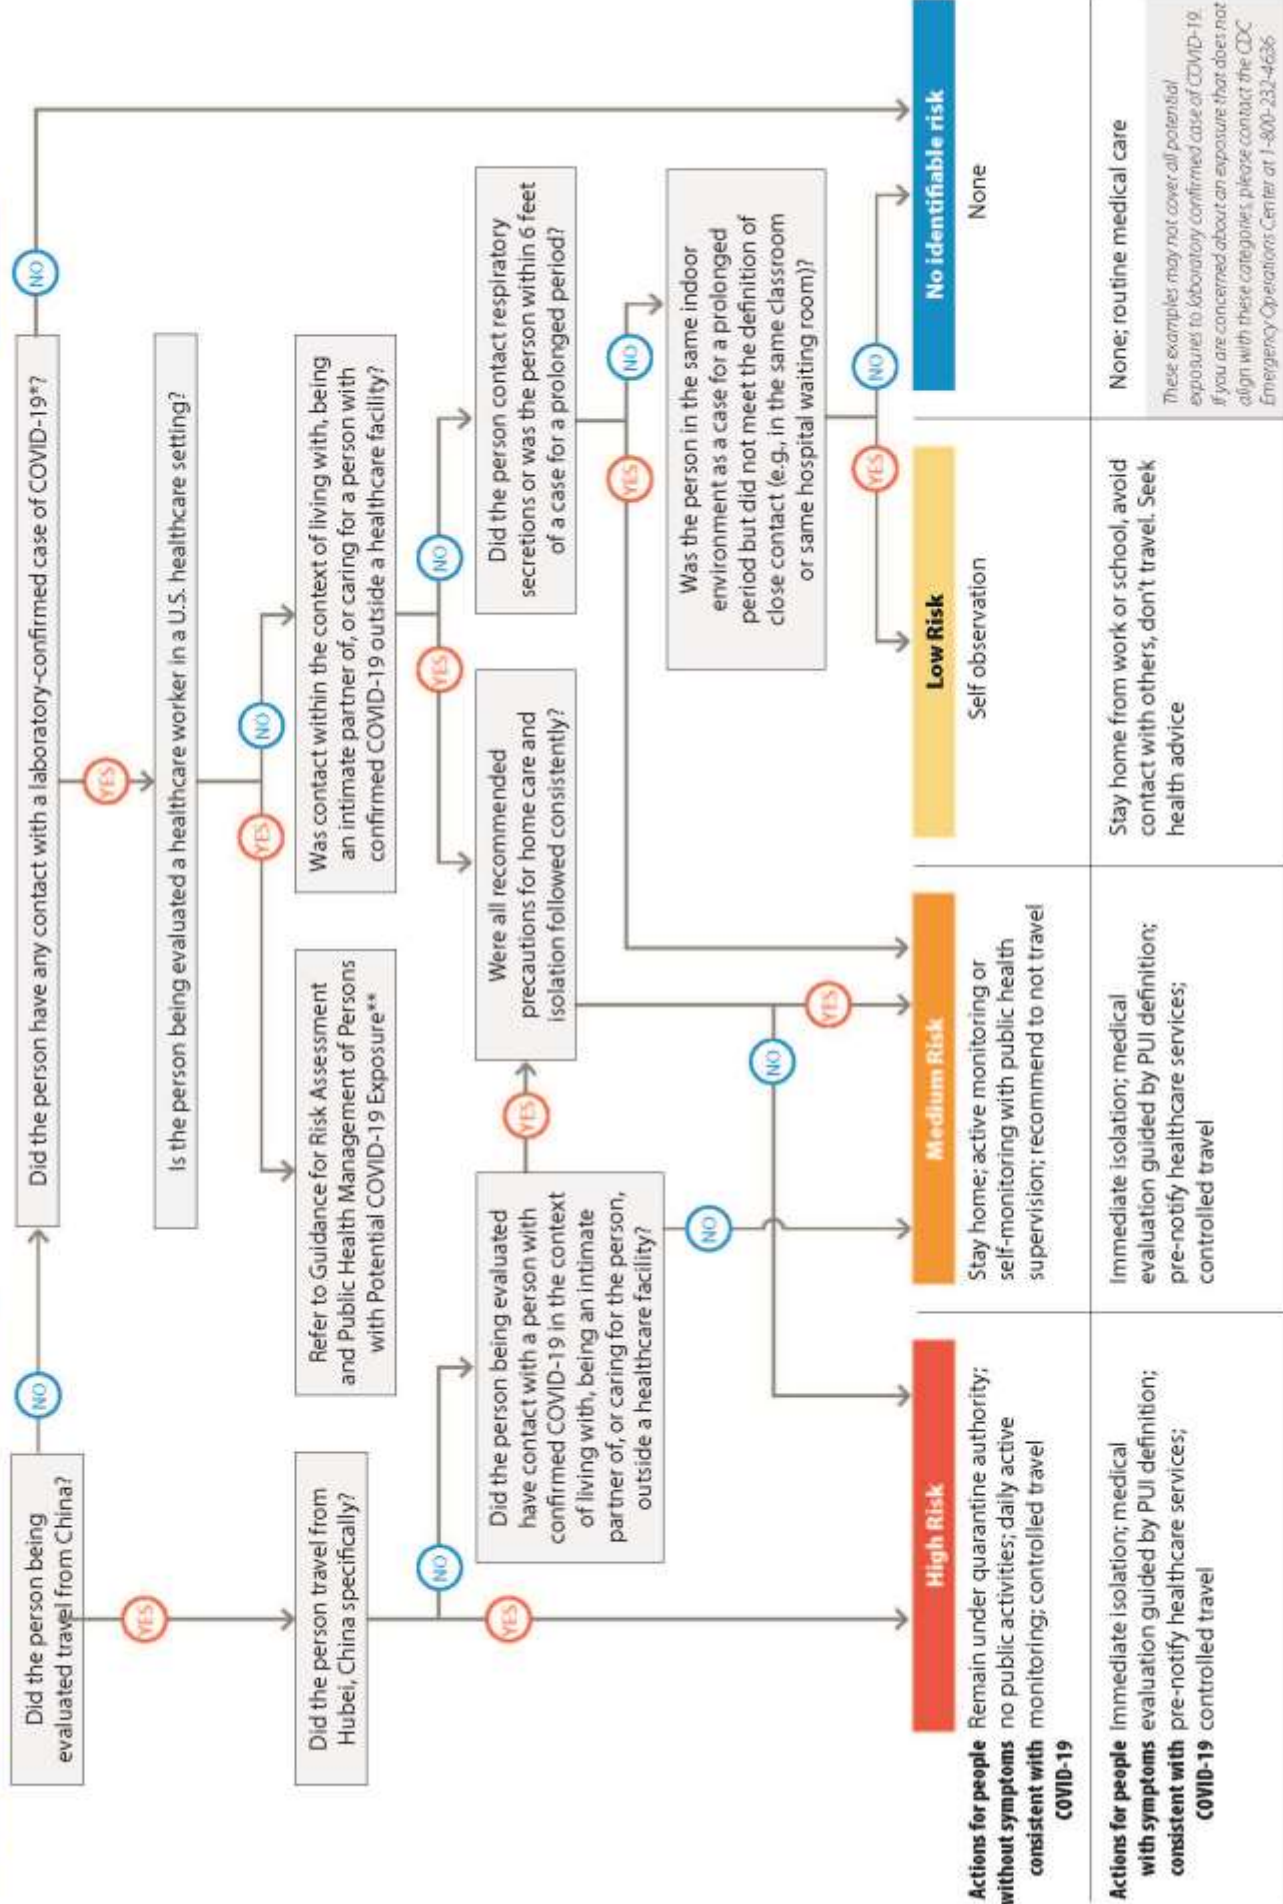 Did the person being
evaluated travel from China?
NO
Did the person have any contact with a laboratory-confirmed case of COVID-19*?
NO
YES
YES
Is the person being evaluated a healthcare worker in a U.S. healthcare setting?
YES
NO
Did the person travel from
Hubei, China specifically?
Refer to Guidance for Risk Assessment
and Public Health Management of Persons
with Potential COVID-19 Exposure**
Was contact within the context of living with, being
an intimate partner of, or caring for a person with
confirmed COVID-19 outside a healthcare facility?
NO
YES
YES
NO
Did the person being evaluated
have contact with a person with
confirmed COVID-19 in the context
of living with, being an intimate
partner of, or caring for the person,
outside a healthcare facility?
YES
Were all recommended
precautions for home care and
isolation followed consistently?
Did the person contact respiratory
secretions or was the person within 6 feet
of a case for a prolonged period?
YES
NO
NO
NO
YES
Was the person in the same indoor
environment as a case for a prolonged
period but did not meet the definition of
close contact (e.g., in the same classroom
or same hospital waiting room)?
YES
NO
High Risk
Medium Risk
Low Risk
No identifiable risk
Actions for people
without symptoms
consistent with
COVID-19
Remain under quarantine authority;
no public activities; daily active
monitoring; controlled travel
Stay home; active monitoring or
self-monitoring with public health
supervision; recommend to not travel
Self observation
None
Actions for people
with symptoms
consistent with
COVID-19
Immediate isolation; medical
evaluation guided by PUI definition;
pre-notify healthcare services;
controlled travel
Immediate isolation; medical
evaluation guided by PUI definition;
pre-notify healthcare services;
controlled travel
Stay home from work or school, avoid
contact with others, don't travel. Seek
health advice
None; routine medical care
These examples may not cover all potential
exposures to laboratory confirmed case of COVID-19.
If you are concerned about an exposure that does not
align with these categories, please contact the CDC
Emergency Operations Center at 1-800-232-4636